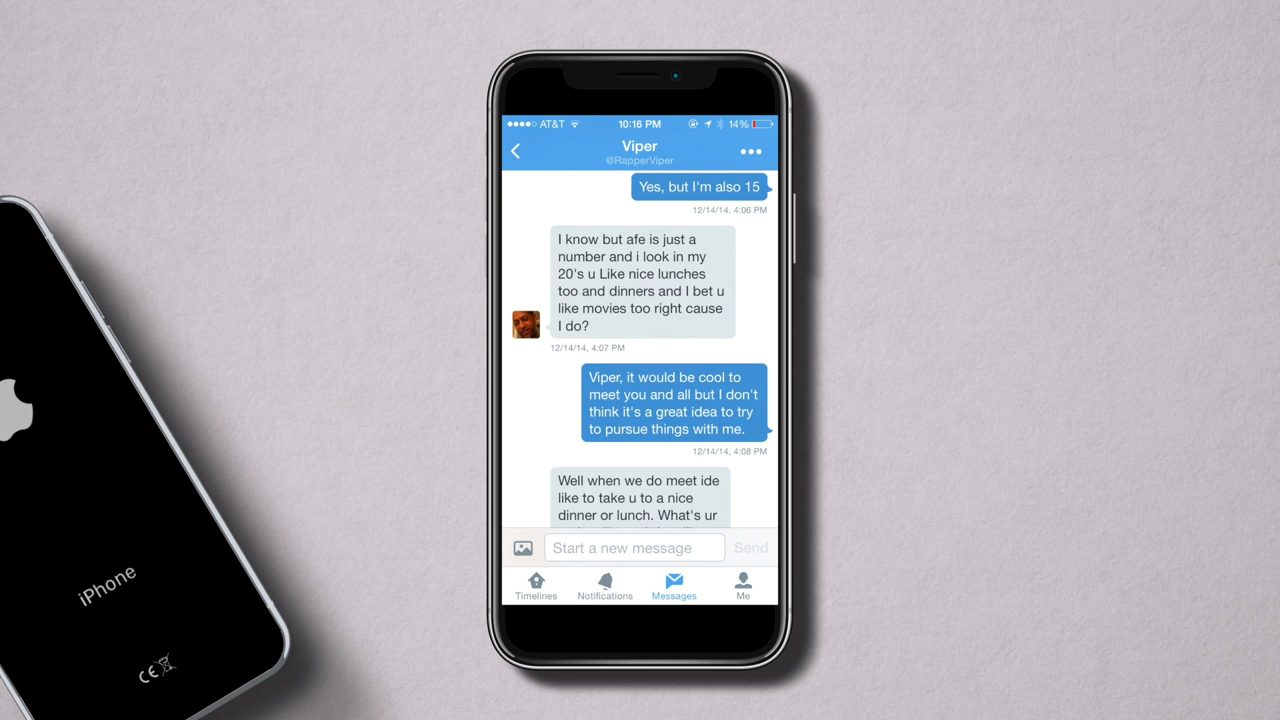 AT&T
10:16 PM
14%
Viper
@RapperViper
Yes, but I'm also 15
12/14/14, 4:06 PM
I know but afe is just a
number and i look in my
20's u Like nice lunches
too and dinners and I bet u
like movies too right cause
I do?
12/14/14, 4:07 PM
Viper, it would be cool to
meet you and all but I don't
think it's a great idea to try
to pursue things with me.
12/14/14, 4:08 PM
Well when we do meet ide
like to take u to a nice
dinner or lunch. What's ur
Start a new message
Send
Timelines
Notifications
Messages
Me
iPhone
CE